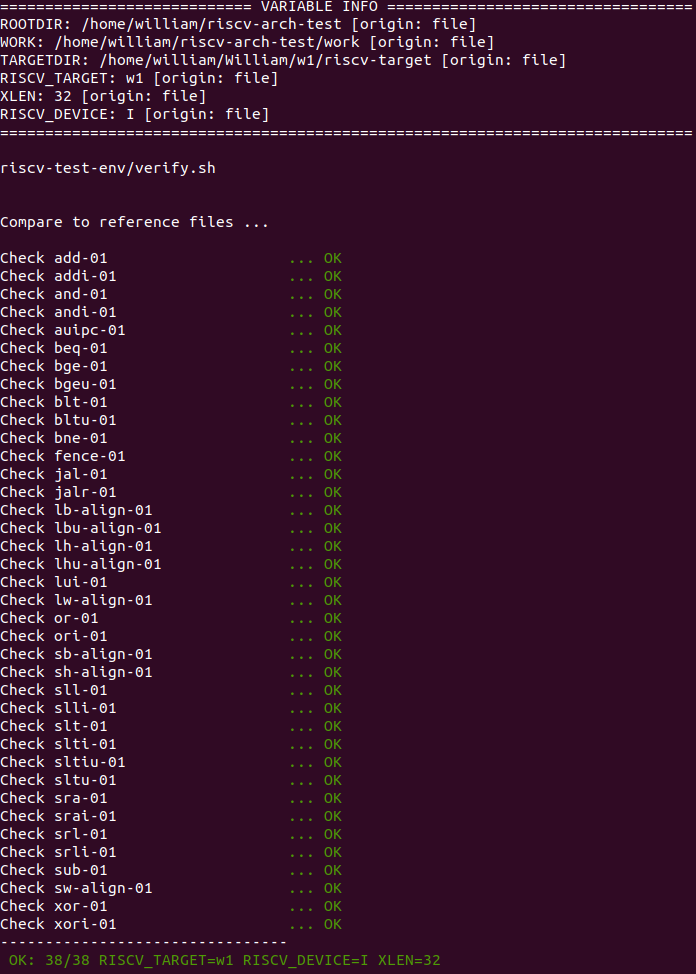 ============================ VARIABLE INFO ==================================
ROOTDIR: /home/william/riscv-arch-test [origin: file]
WORK: /home/william/riscv-arch-test/work [origin: file]
TARGETDIR: /home/william/William/w1/riscv-target [origin: file]
RISCV_TARGET: w1 [origin: file]
XLEN: 32 [origin: file]
RISCV_DEVICE: I [origin: file]
=============================================================================
riscv-test-env/verify.sh
Compare to reference files ...
Check add-01 ... OK
Check addi-01 ... OK
Check and-01 ... OK
Check andi-01 ... OK
Check auipc-01 ... OK
Check beq-01 ... OK
Check bge-01 ... OK
Check bgeu-01 ... OK
Check blt-01 ... OK
Check bltu-01 ... OK
Check bne-01 ... OK
Check fence-01 ... OK
Check jal-01 ... OK
Check jalr-01 ... OK
Check lb-align-01 ... OK
Check lbu-align-01 ... OK
Check lh-align-01 ... OK
Check lhu-align-01 ... OK
Check lui-01 ... OK
Check lw-align-01 ... OK
Check or-01 ... OK
Check ori-01 ... OK
Check sb-align-01 ... OK
Check sh-align-01 ... OK
Check sll-01 ... OK
Check slli-01 ... OK
Check slt-01 ... OK
Check slti-01 ... OK
Check sltiu-01 ... OK
Check sltu-01 ... OK
Check sra-01 ... OK
Check srai-01 ... OK
Check srl-01 ... OK
Check srli-01 ... OK
Check sub-01 ... OK
Check sw-align-01 ... OK
Check xor-01 ... OK
Check xori-01 ... OK
--------------------------------
OK: 38/38 RISCV_TARGET=w1 RISCV_DEVICE=I XLEN=32